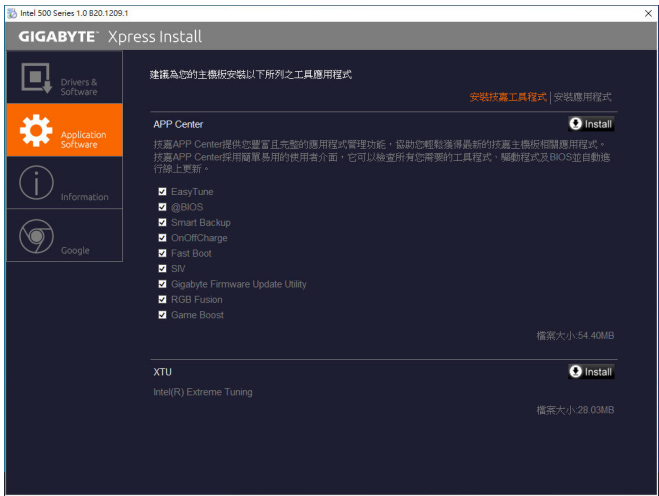 Intel 500 Series 1.0 B20.1209.1
GIGABYTE™ Xpress Install
Drivers &
Software
Application
Software
Information
Google
建議為您的主機板安裝以下所列之工具應用程式
安裝技嘉工具程式 | 安裝應用程式
APP Center
Install
技嘉APP Center提供您豐富且完整的應用程式管理功能，協助您輕鬆獲得最新的技嘉主機板相關應用程式。
技嘉APP Center採用簡單易用的使用者介面，它可以檢查所有您需要的工具程式、驅動程式及BIOS並自動進
行線上更新。
EasyTune
@BIOS
Smart Backup
OnOffCharge
Fast Boot
SIV
Gigabyte Firmware Update Utility
RGB Fusion
Game Boost
檔案大小:54.40MB
XTU
Install
Intel(R) Extreme Tuning
檔案大小:28.03MB